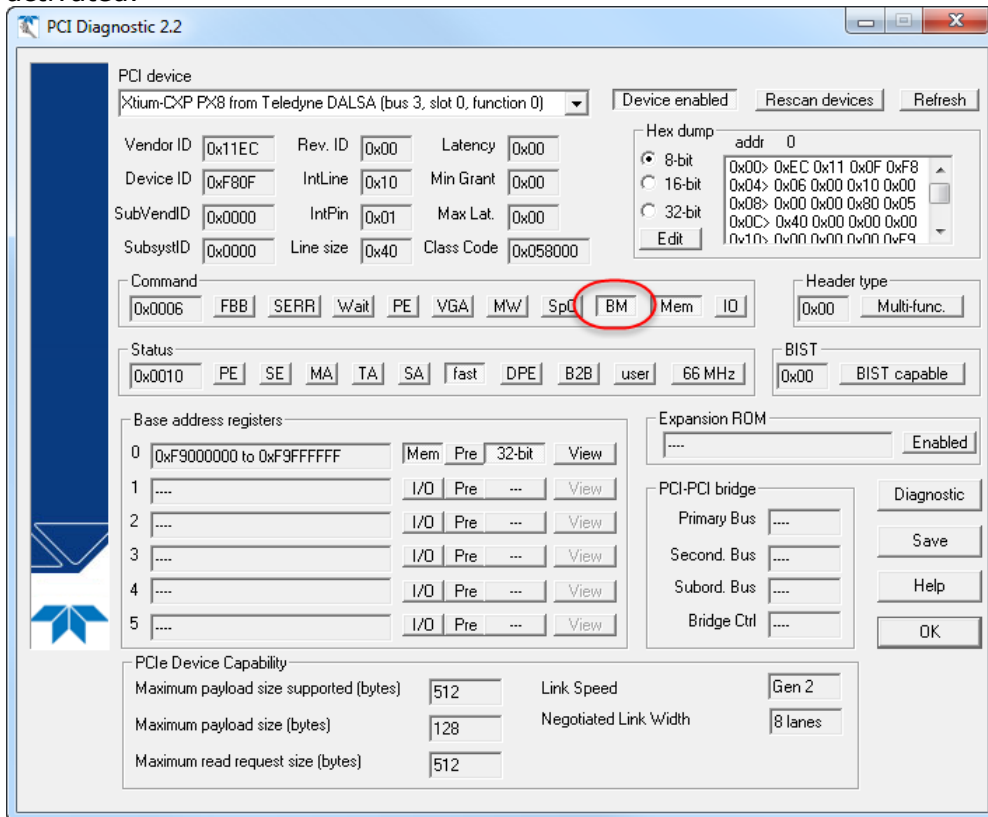 PCI Diagnostic 2.2
PCI device
Xtium-CXP PX8 from Teledyne DALSA (bus 3, slot 0, function 0) Device enabled Rescan devices Refresh
Vendor ID 0x11EC Rev. ID 0x00 Latency 0x00
Device ID 0xF80F IntLine 0x10 Min Grant 0x00
SubVendID 0x0000 IntPin 0x01 Max Lat. 0x00
SubsystID 0x0000 Line size 0x40 Class Code 0x058000
Hex dump addr 0
8-bit
16-bit
32-bit
Edit
0x00> 0xEC 0x11 0x0F 0xF8
0x04> 0x06 0x00 0x10 0x00
0x08> 0x00 0x00 0x80 0x05
0x0C> 0x40 0x00 0x00 0x00
0x10> 0x00 0x00 0x00 0xF9
Command
0x0006 FBB SERR Wait PE VGA MW SpC BM Mem IO
Header type
0x00 Multi-func.
Status
0x0010 PE SE MA TA SA fast DPE B2B user 66 MHz
BIST
0x00 BIST capable
Base address registers
0 0xF9000000 to 0xF9FFFFFF Mem Pre 32-bit View
1 ---- I/O Pre --- View
2 ---- I/O Pre --- View
3 ---- I/O Pre --- View
4 ---- I/O Pre --- View
5 ---- I/O Pre --- View
Expansion ROM
---- Enabled
PCI-PCI bridge
Primary Bus ----
Second. Bus ----
Subord. Bus ----
Bridge Ctrl ----
Diagnostic
Save
Help
OK
PCIe Device Capability
Maximum payload size supported (bytes) 512 Link Speed Gen 2
Maximum payload size (bytes) 128 Negotiated Link Width 8 lanes
Maximum read request size (bytes) 512